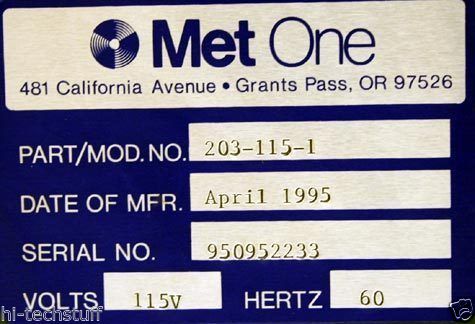 Met One
481 California Avenue • Grants Pass, OR 97526
PART/MOD. NO. 203-115-1
DATE OF MFR. April 1995
SERIAL NO. 950952233
VOLTS 115V HERTZ 60
hi-techstuff